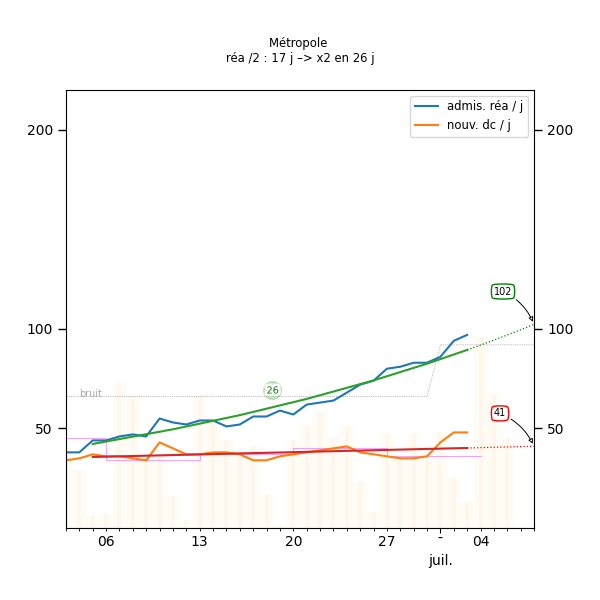 Métropole
réa /2 : 17 j –> x2 en 26 j
admis. réa / j
nouv. dc / j
200
200
100
100
50
50
102
41
bruit
26
06
13
20
27
-
04
juil.